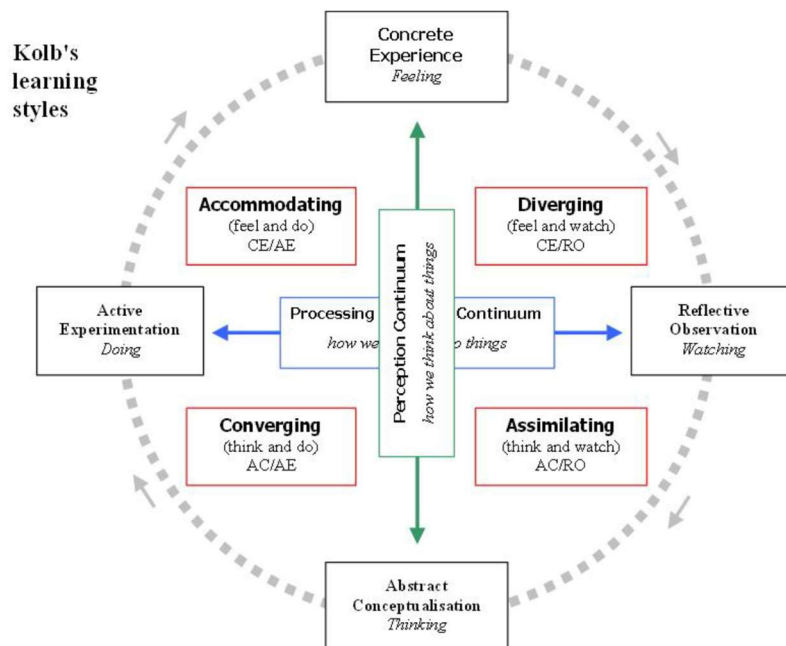 Kolb's
learning
styles
Concrete
Experience
Feeling
Accommodating
(feel and do)
CE/AE
Diverging
(feel and watch)
CE/RO
Active
Experimentation
Doing
Processing Continuum
how we o things
Perception Continuum
how we think about things
Reflective
Observation
Watching
Converging
(think and do)
AC/AE
Assimilating
(think and watch)
AC/RO
Abstract
Conceptualisation
Thinking